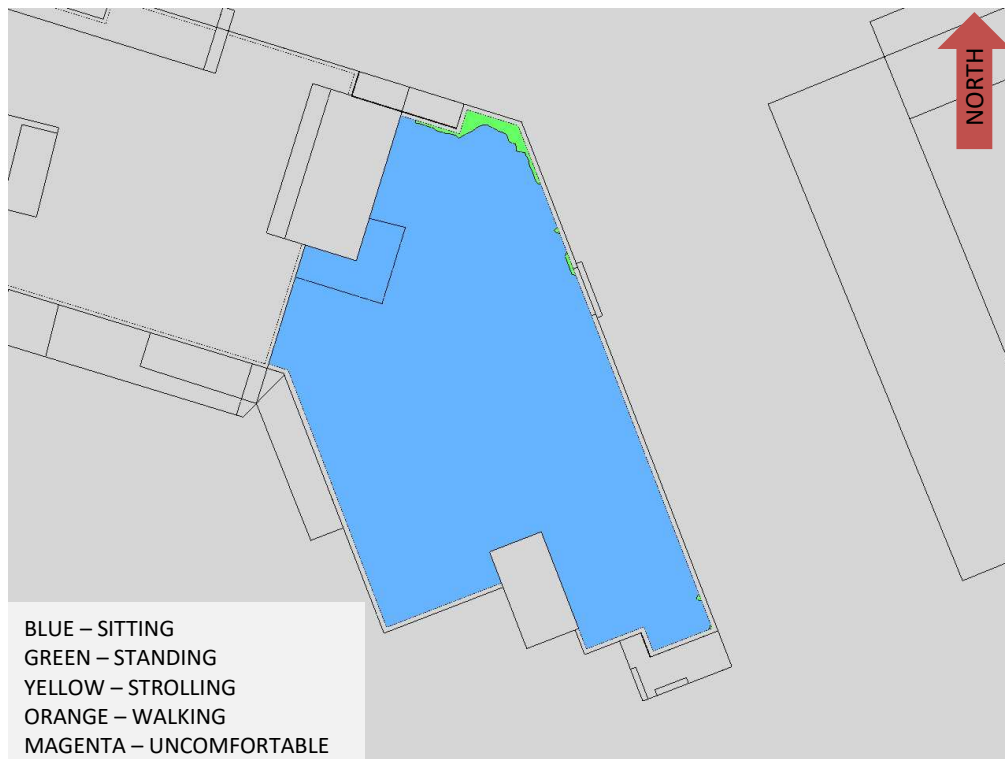 NORTH
BLUE – SITTING
GREEN – STANDING
YELLOW – STROLLING
ORANGE – WALKING
MAGENTA – UNCOMFORTABLE